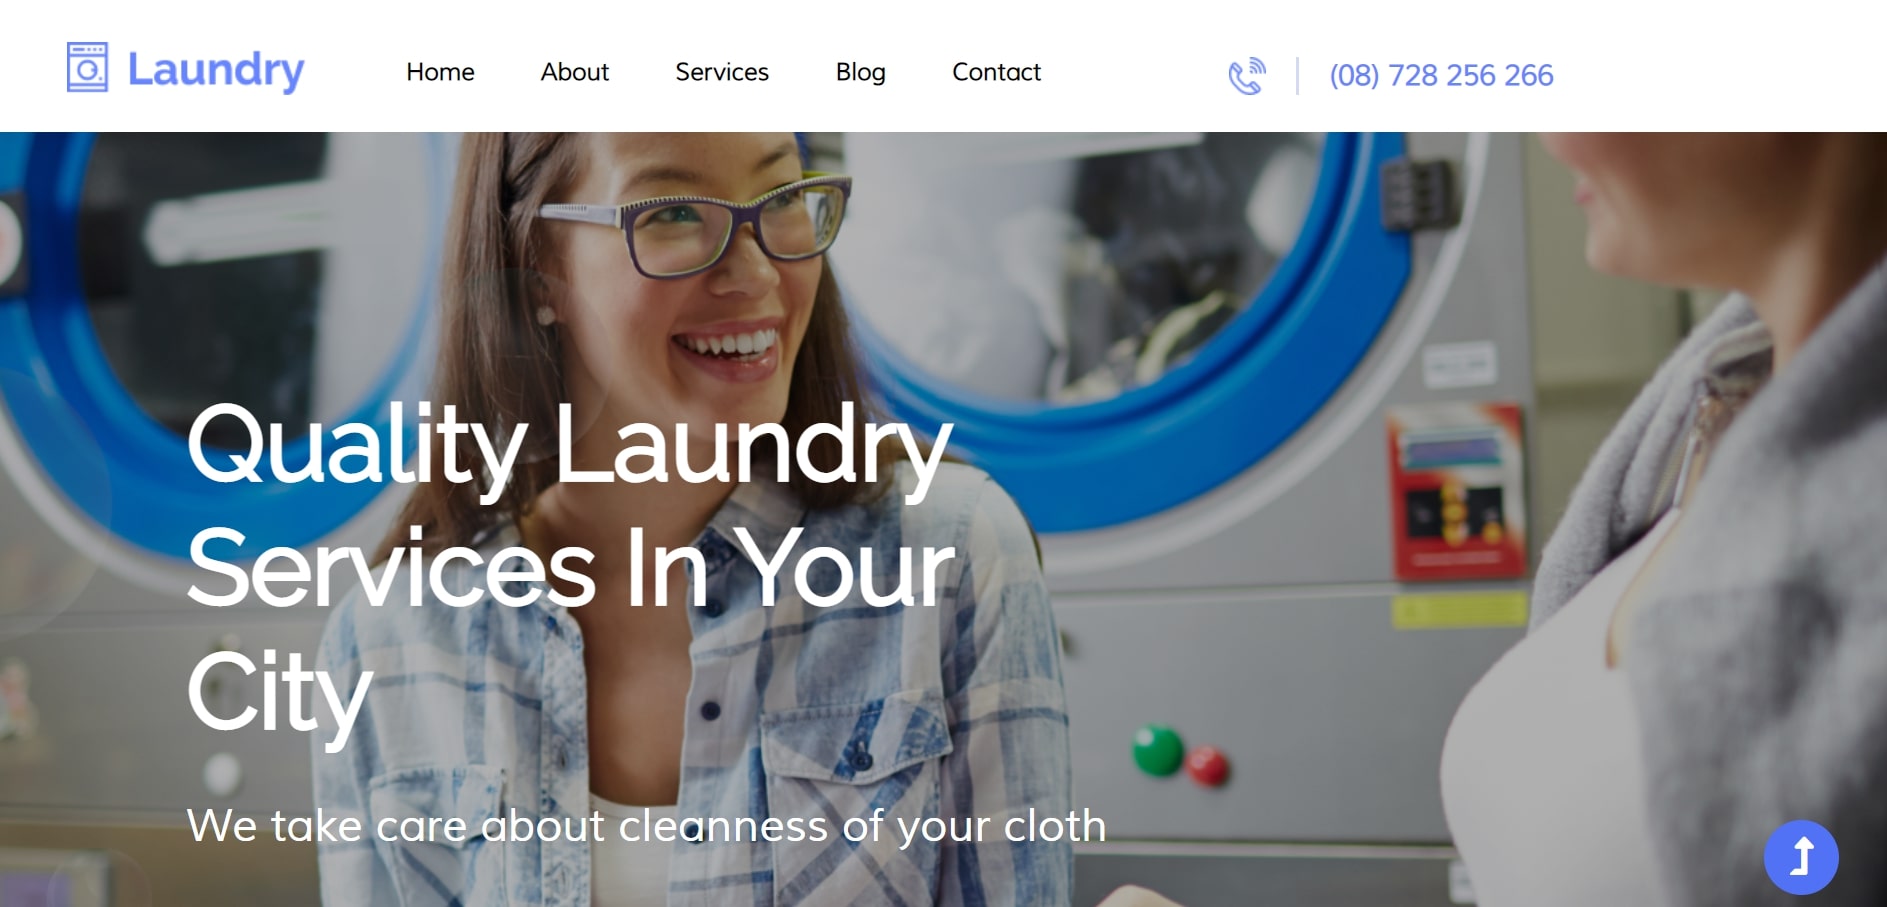 Laundry
Home About Services Blog Contact
(08) 728 256 266
Quality Laundry
Services In Your
City
We take care about cleanness of your cloth